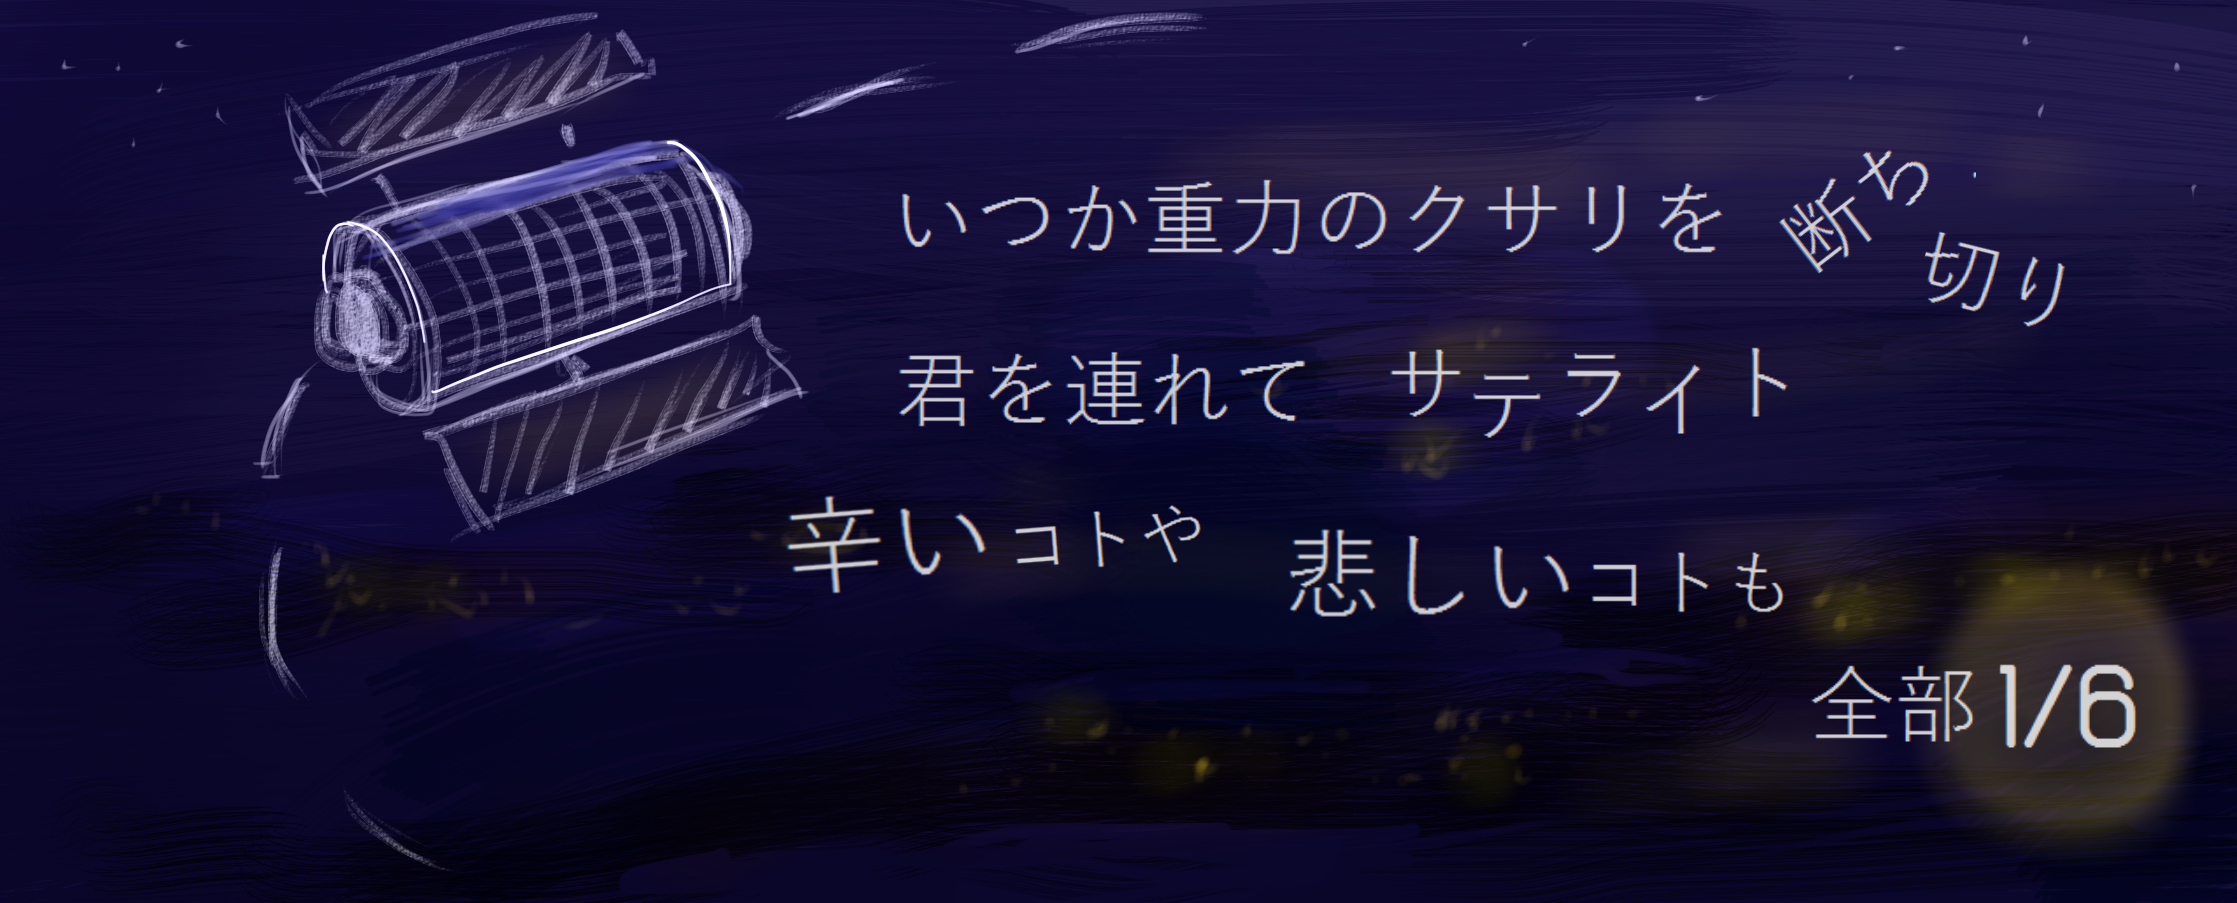 いつか重力のクサリを 断ち切り
君を連れて サテライト
辛いコトや 悲しいコトも
全部 1/6